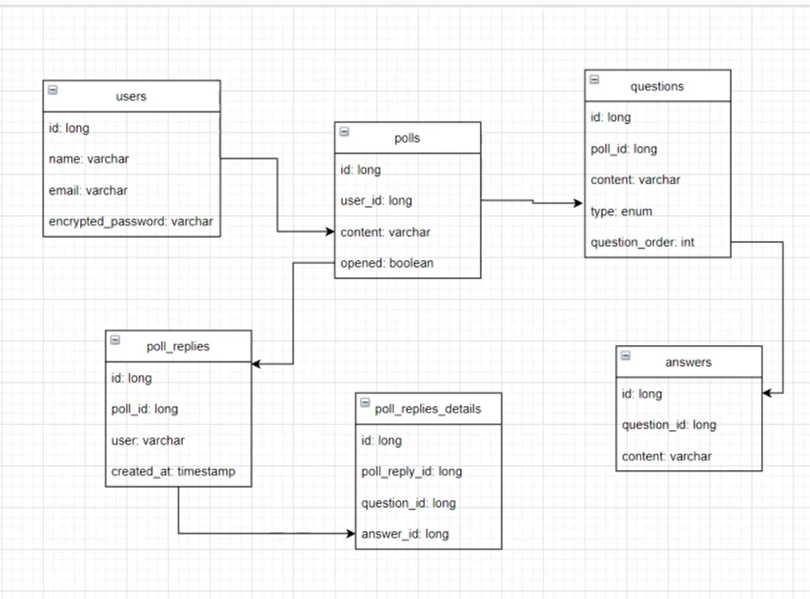 users
id: long
name: varchar
email: varchar
encrypted_password: varchar
polls
id: long
user_id: long
content: varchar
opened: boolean
questions
id: long
poll_id: long
content: varchar
type: enum
question_order: int
poll_replies
id: long
poll_id: long
user: varchar
created_at: timestamp
poll_replies_details
id: long
poll_reply_id: long
question_id: long
answer_id: long
answers
id: long
question_id: long
content: varchar